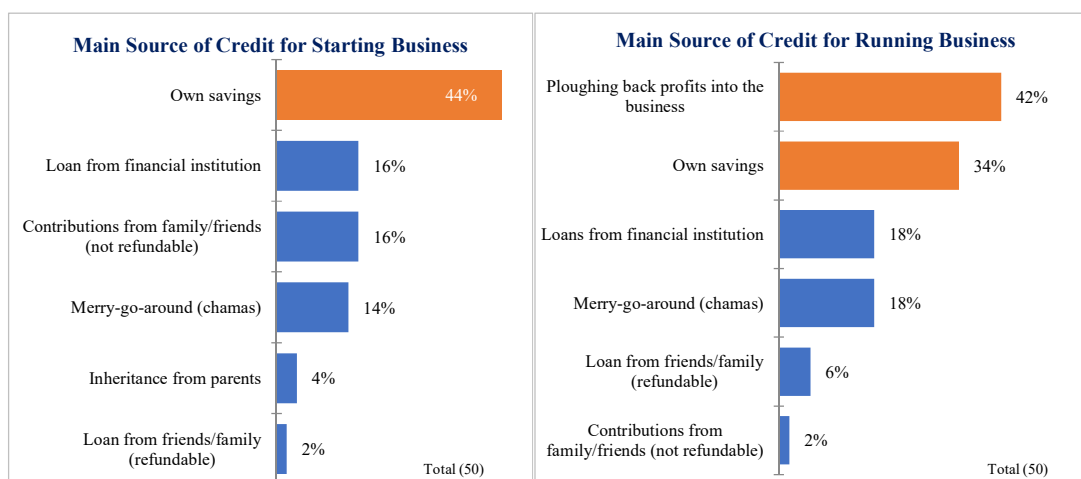 Main Source of Credit for Starting Business
Own savings
44%
Loan from financial institution
16%
Contributions from family/friends
(not refundable)
16%
Merry-go-around (chamas)
14%
Inheritance from parents
4%
Loan from friends/family
(refundable)
2%
Total (50)
Main Source of Credit for Running Business
Ploughing back profits into the
business
42%
Own savings
34%
Loans from financial institution
18%
Merry-go-around (chamas)
18%
Loan from friends/family
(refundable)
6%
Contributions from
family/friends (not refundable)
2%
Total (50)